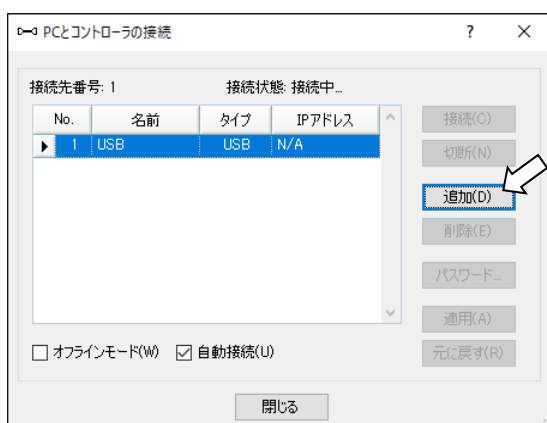 PCとコントローラの接続
接続先番号: 1 接続状態: 接続中...
No. 名前 タイプ IPアドレス
1 USB USB N/A
接続(C)
切断(N)
追加(D)
削除(E)
パスワード...
適用(A)
元に戻す(R)
オフラインモード(W) 自動接続(U)
閉じる